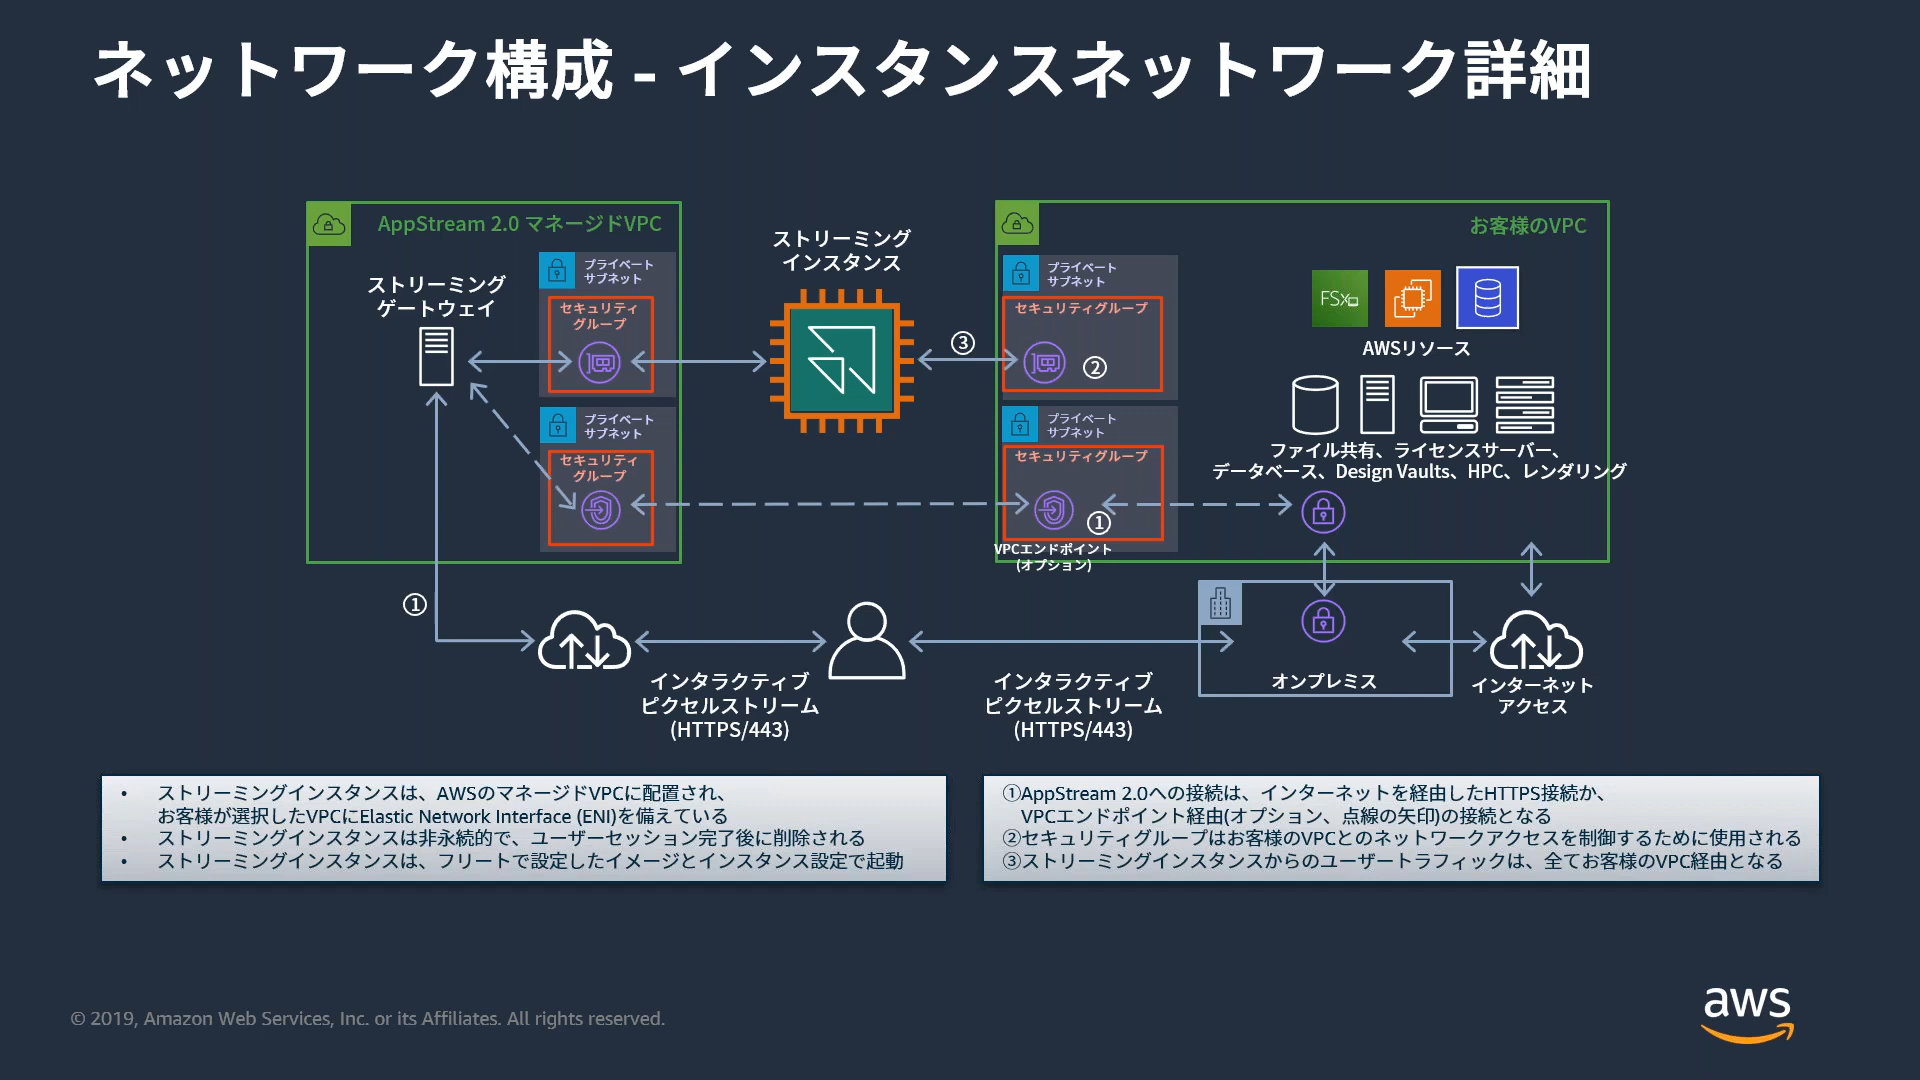 ネットワーク構成 - インスタンスネットワーク詳細
AppStream 2.0 マネージドVPC
ストリーミング
ゲートウェイ
プライベート
サブネット
セキュリティ
グループ
プライベート
サブネット
セキュリティ
グループ
ストリーミング
インスタンス
③
お客様のVPC
プライベート
サブネット
セキュリティグループ
②
プライベート
サブネット
セキュリティグループ
①
VPCエンドポイント
(オプション)
FSx
AWSリソース
ファイル共有、ライセンスサーバー、
データベース、Design Vaults、HPC、レンダリング
①
インタラクティブ
ピクセルストリーム
(HTTPS/443)
インタラクティブ
ピクセルストリーム
(HTTPS/443)
オンプレミス
インターネット
アクセス
• ストリーミングインスタンスは、AWSのマネージドVPCに配置され、
お客様が選択したVPCにElastic Network Interface (ENI)を備えている
• ストリーミングインスタンスは非永続的で、ユーザーセッション完了後に削除される
• ストリーミングインスタンスは、フリートで設定したイメージとインスタンス設定で起動
①AppStream 2.0への接続は、インターネットを経由したHTTPS接続か、
VPCエンドポイント経由(オプション、点線の矢印)の接続となる
②セキュリティグループはお客様のVPCとのネットワークアクセスを制御するために使用される
③ストリーミングインスタンスからのユーザートラフィックは、全てお客様のVPC経由となる
© 2019, Amazon Web Services, Inc. or its Affiliates. All rights reserved.
aws